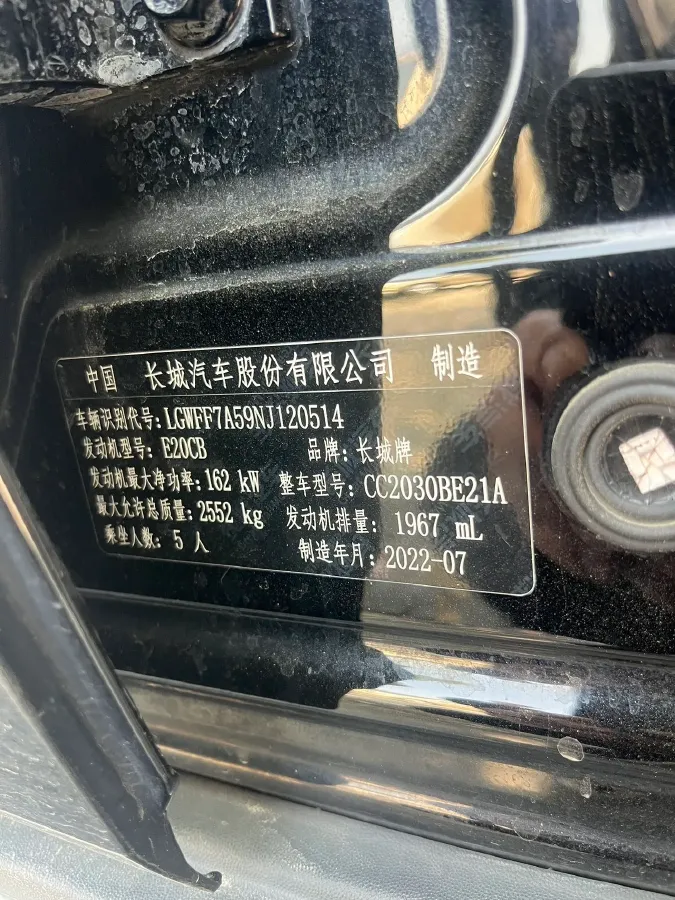 中国 长城汽车股份有限公司 制造
车辆识别代号: LGWFF7A59NJ120514
发动机型号: E20CB 品牌: 长城牌
发动机最大净功率: 162 kW 整车型号: CC2030BE21A
最大允许总质量: 2552 kg 发动机排量: 1967 mL
乘坐人数: 5 人 制造年月: 2022-07